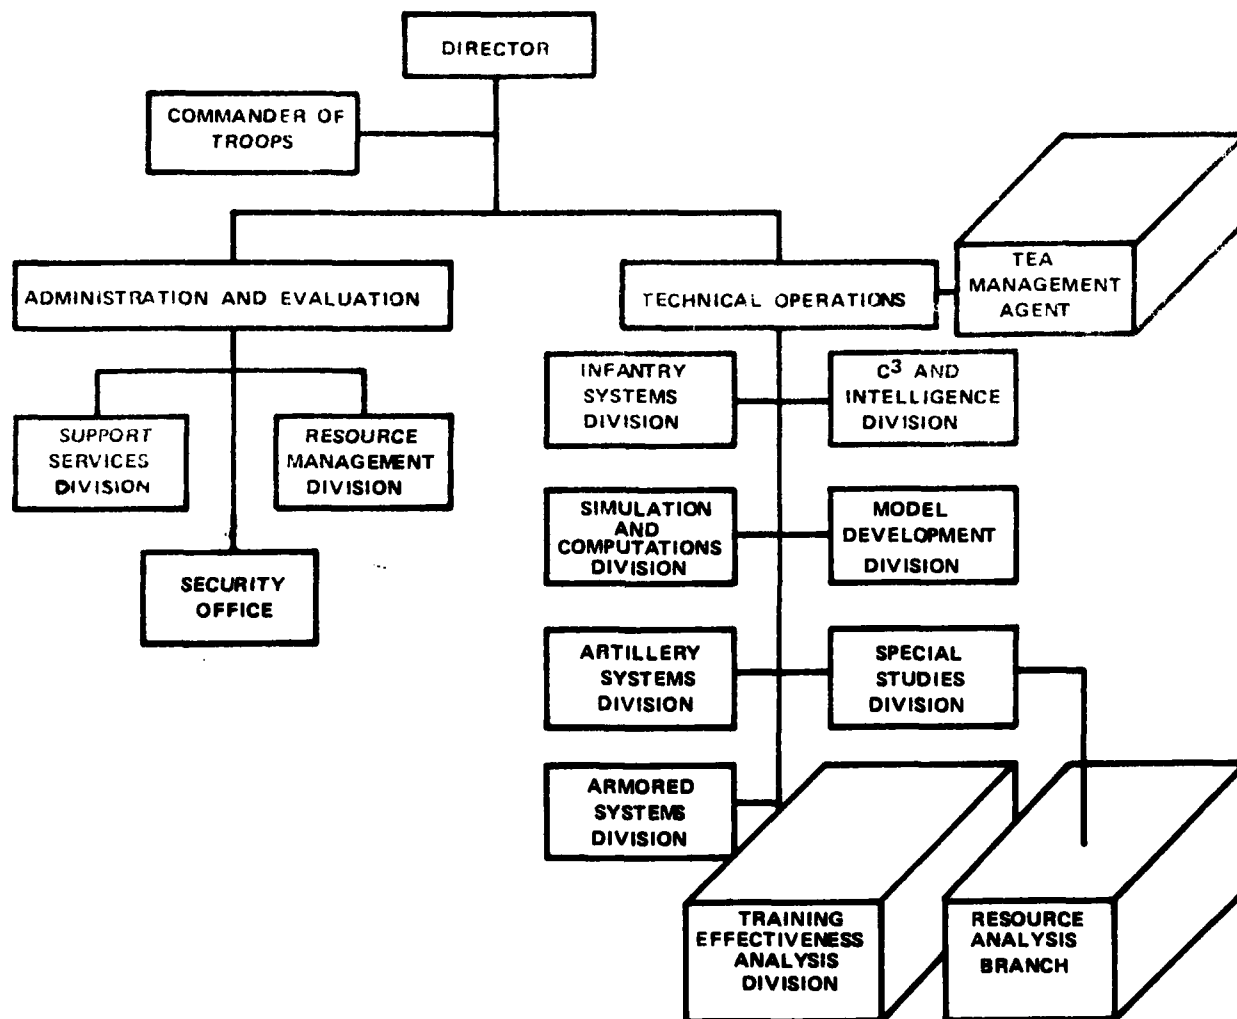 DIRECTOR
COMMANDER OF
TROOPS
ADMINISTRATION AND EVALUATION
TECHNICAL OPERATIONS
TEA
MANAGEMENT
AGENT
SUPPORT
SERVICES
DIVISION
RESOURCE
MANAGEMENT
DIVISION
SECURITY
OFFICE
INFANTRY
SYSTEMS
DIVISION
C³ AND
INTELLIGENCE
DIVISION
SIMULATION
AND
COMPUTATIONS
DIVISION
MODEL
DEVELOPMENT
DIVISION
ARTILLERY
SYSTEMS
DIVISION
SPECIAL
STUDIES
DIVISION
ARMORED
SYSTEMS
DIVISION
TRAINING
EFFECTIVENESS
ANALYSIS
DIVISION
RESOURCE
ANALYSIS
BRANCH